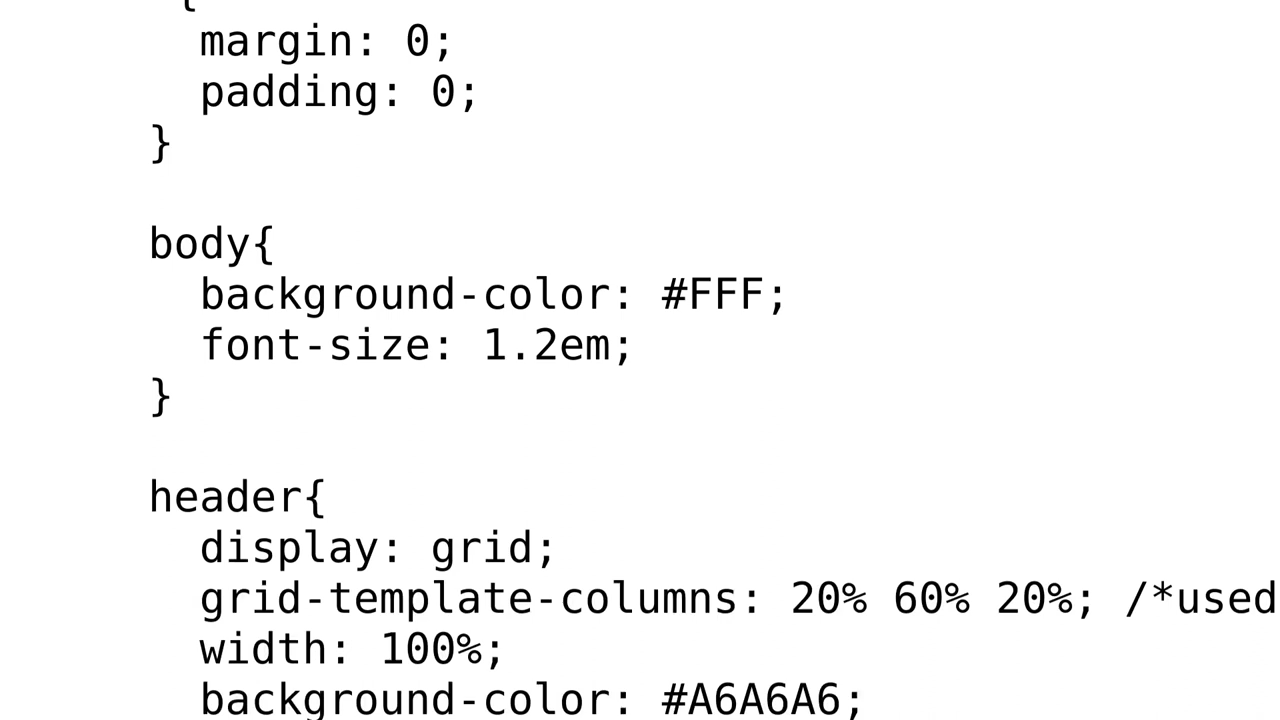 {
margin: 0;
padding: 0;
}
body{
background-color: #FFF;
font-size: 1.2em;
}
header{
display: grid;
grid-template-columns: 20% 60% 20%; /*used
width: 100%;
background-color: #A6A6A6;